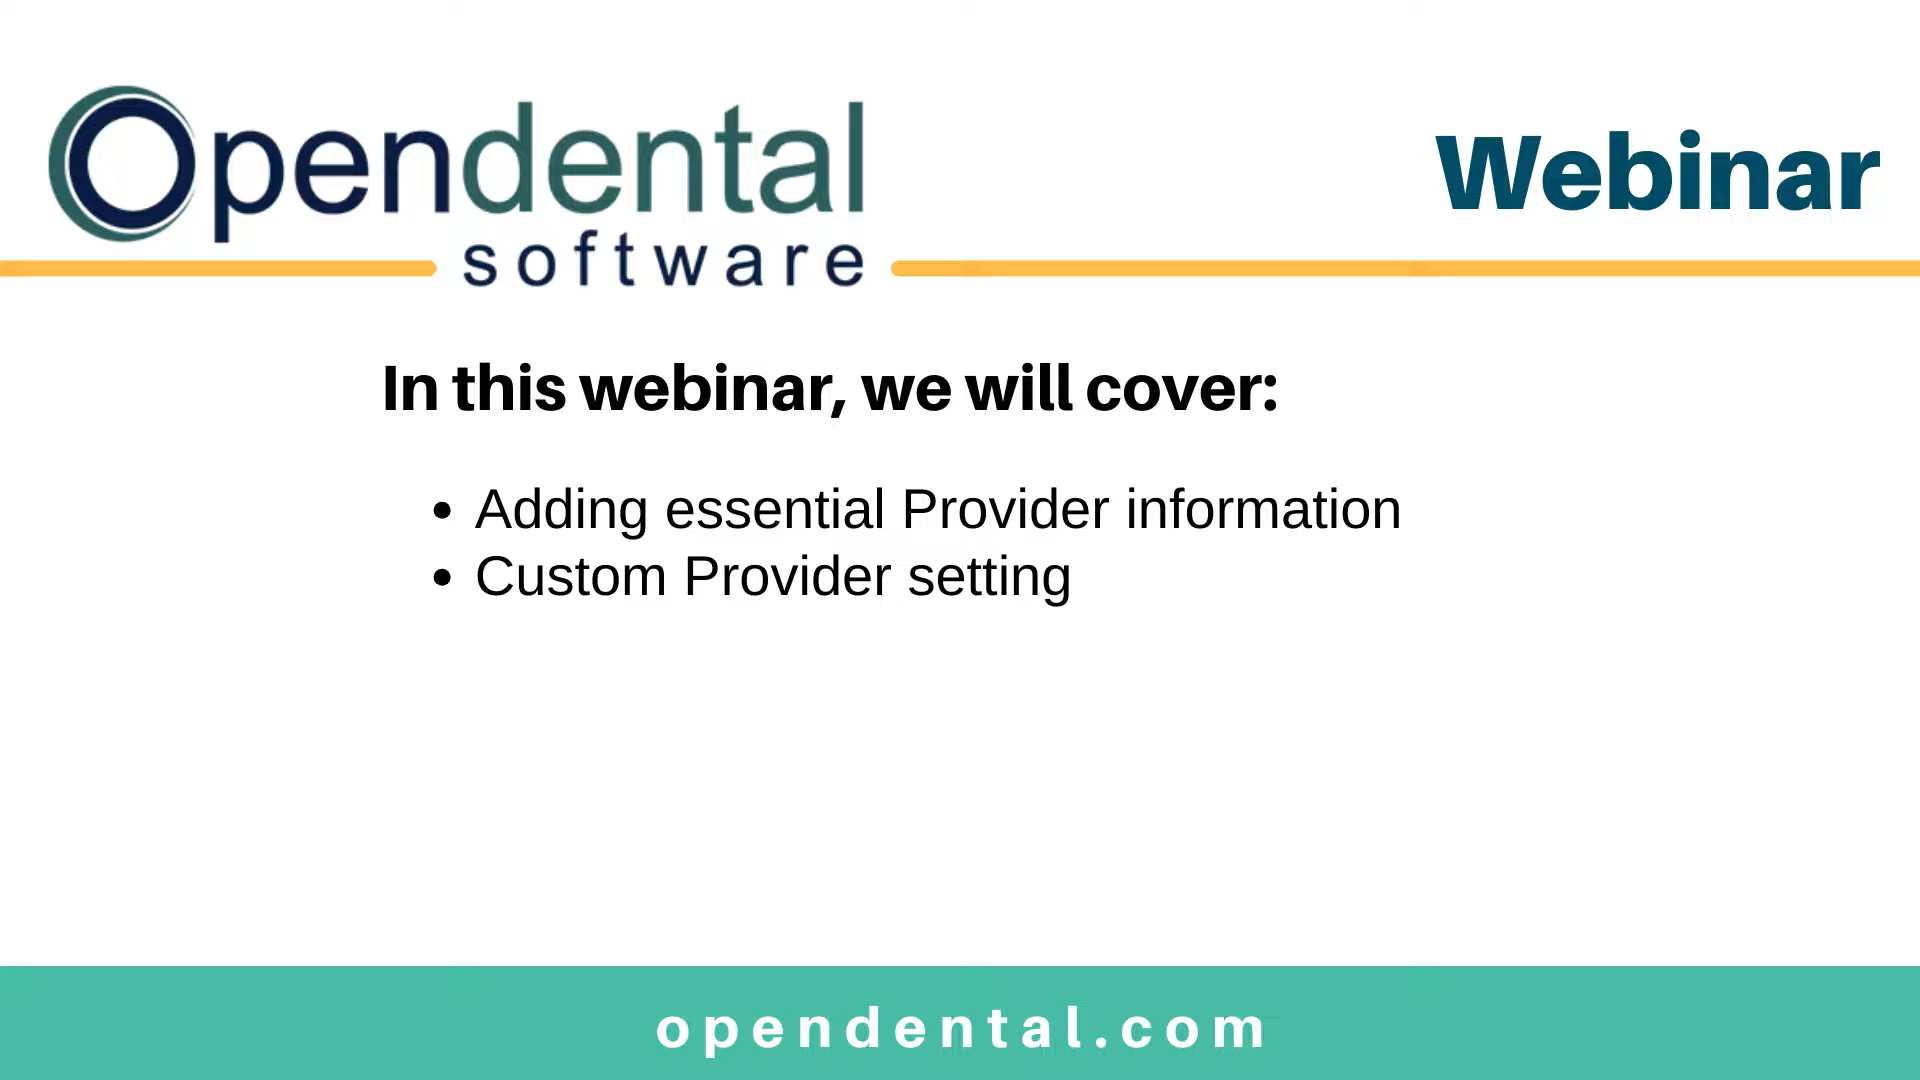 Opendental
software
Webinar
In this webinar, we will cover:
• Adding essential Provider information
• Custom Provider setting
opendental.com